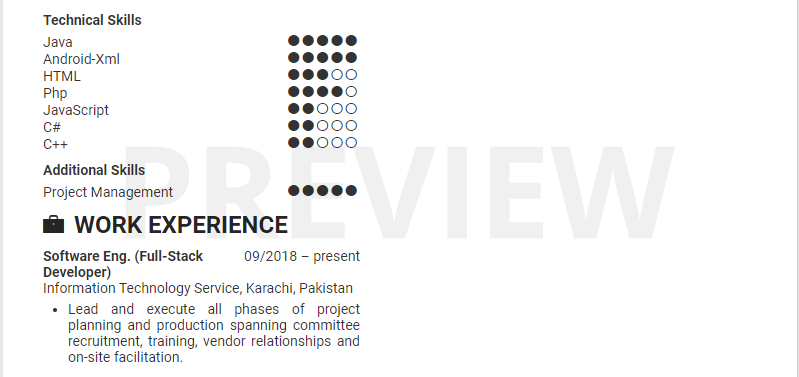 Technical Skills
Java
Android-Xml
HTML
Php
JavaScript
C#
C++
Additional Skills
Project Management
WORK EXPERIENCE
Software Eng. (Full-Stack Developer) 09/2018 – present
Information Technology Service, Karachi, Pakistan
• Lead and execute all phases of project
planning and production spanning committee
recruitment, training, vendor relationships and
on-site facilitation.
PREVIEW